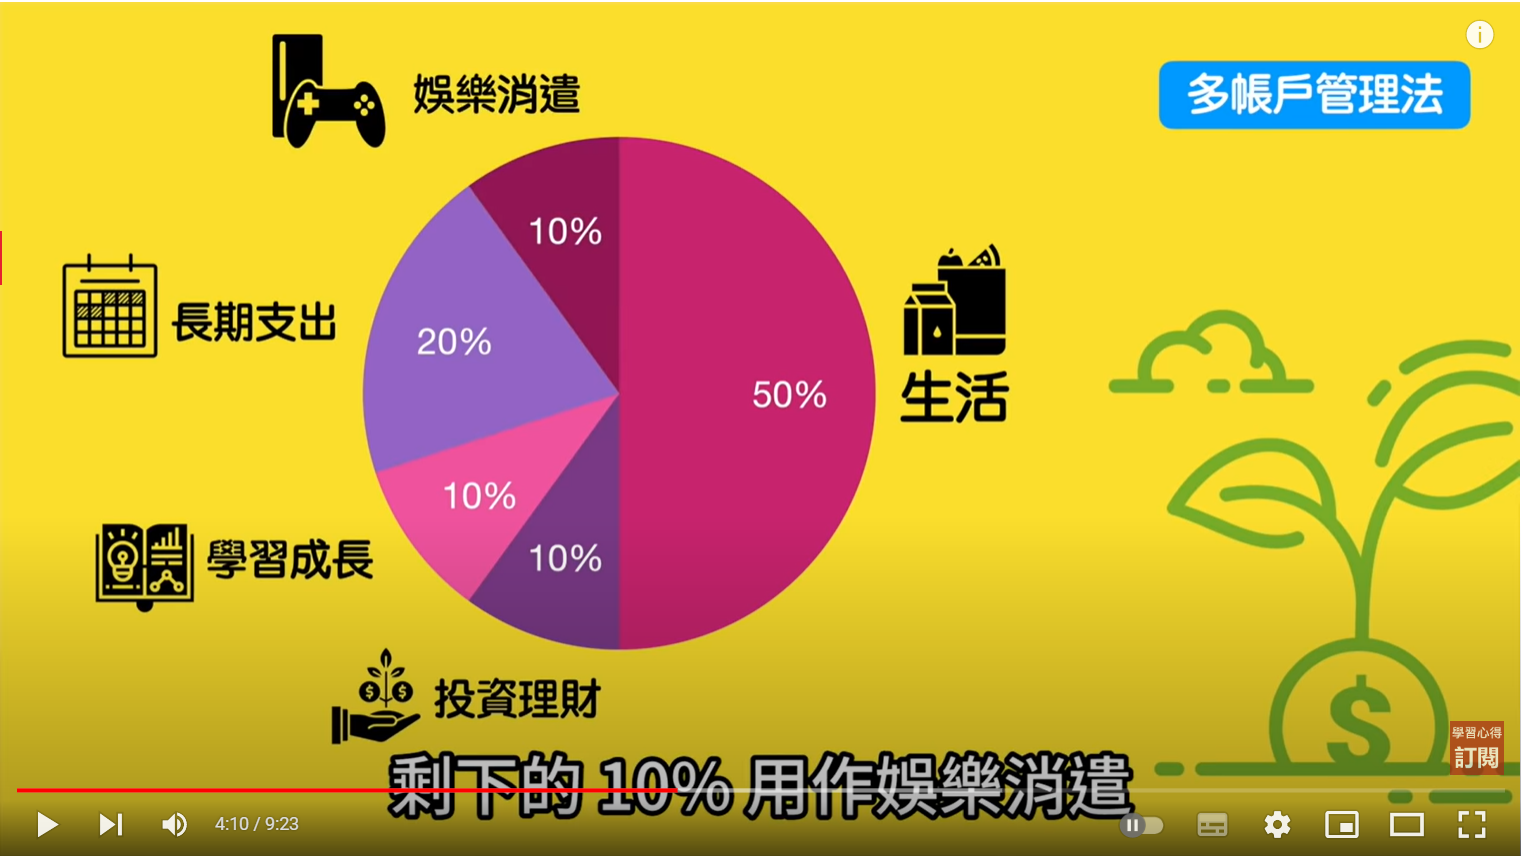 娛樂消遣
多帳戶管理法
10%
20%
長期支出
50%
生活
10%
學習成長
10%
投資理財
剩下的 10% 用作娛樂消遣
學習心得
訂閱
4:10 / 9:23